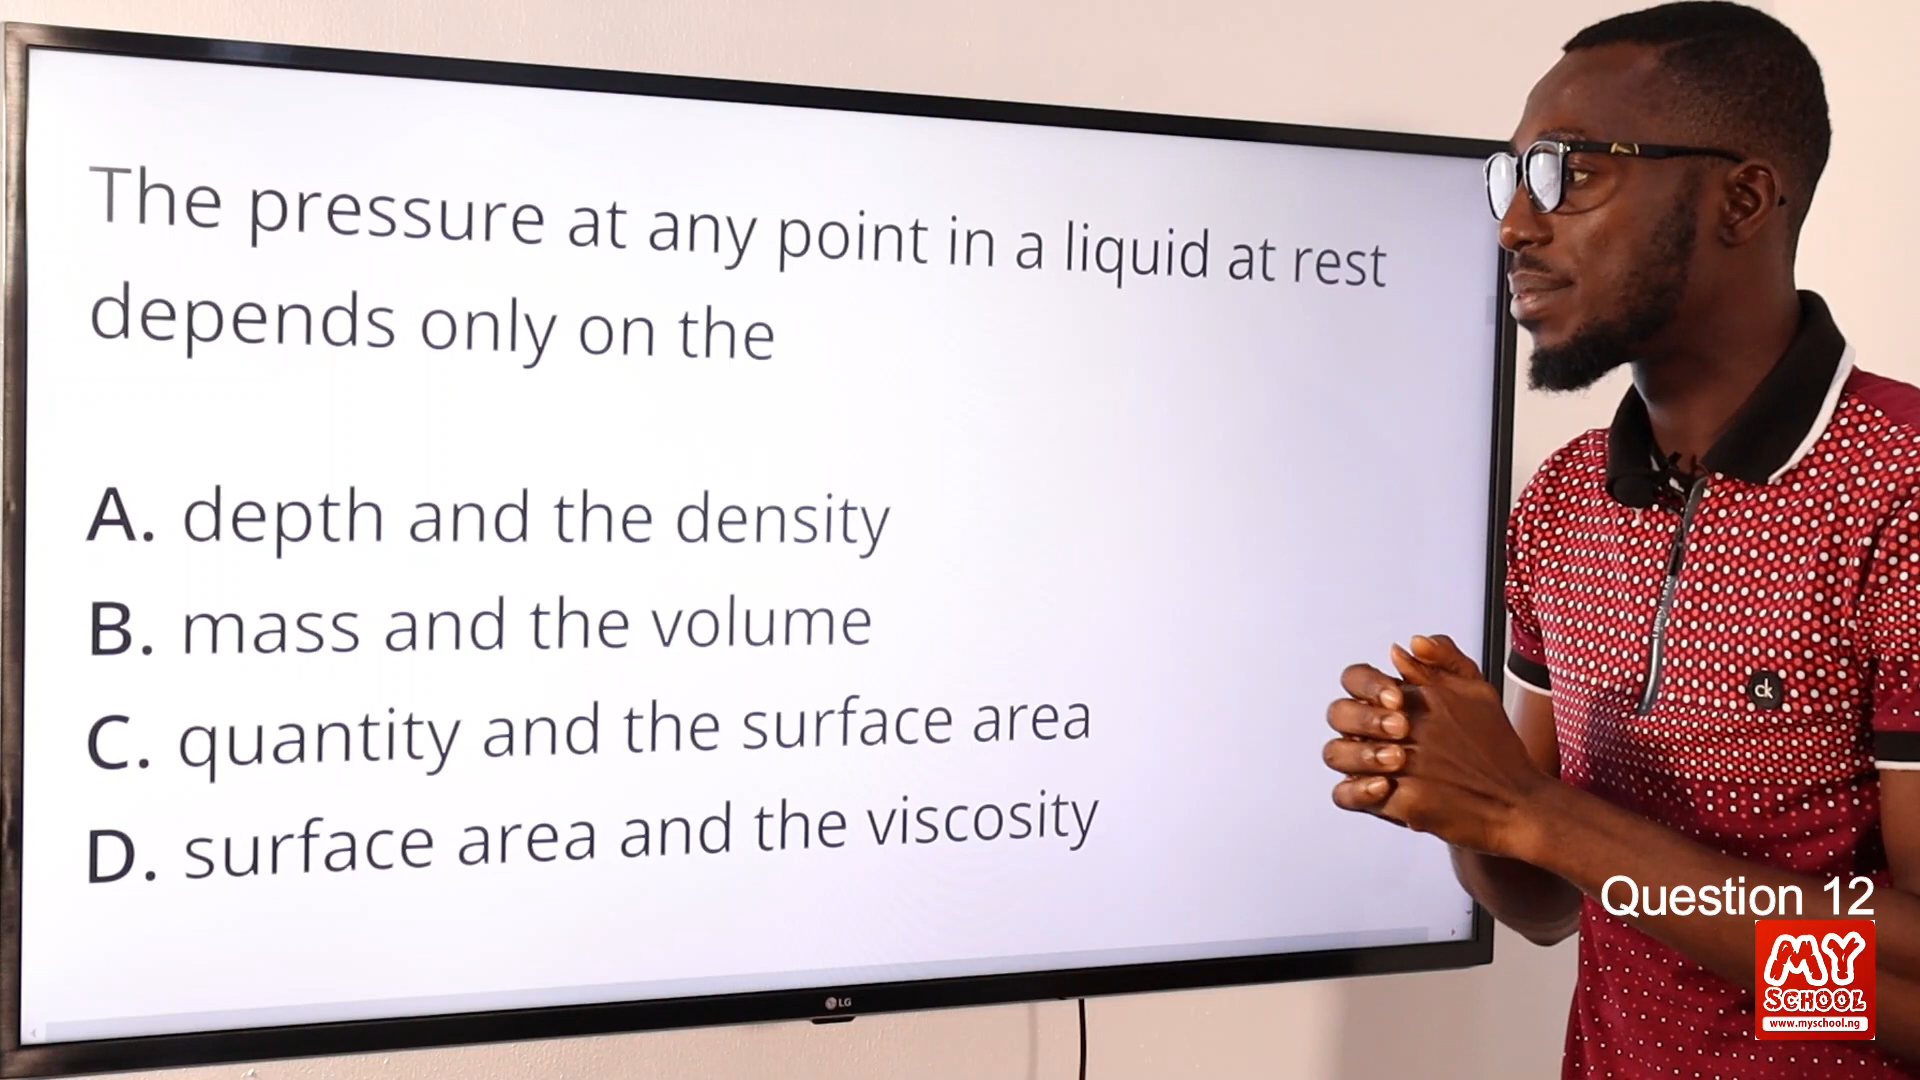 The pressure at any point in a liquid at rest
depends only on the
A. depth and the density
B. mass and the volume
C. quantity and the surface area
D. surface area and the viscosity
LG
ck
Question 12
MY
SCHOOL
www.myschool.ng